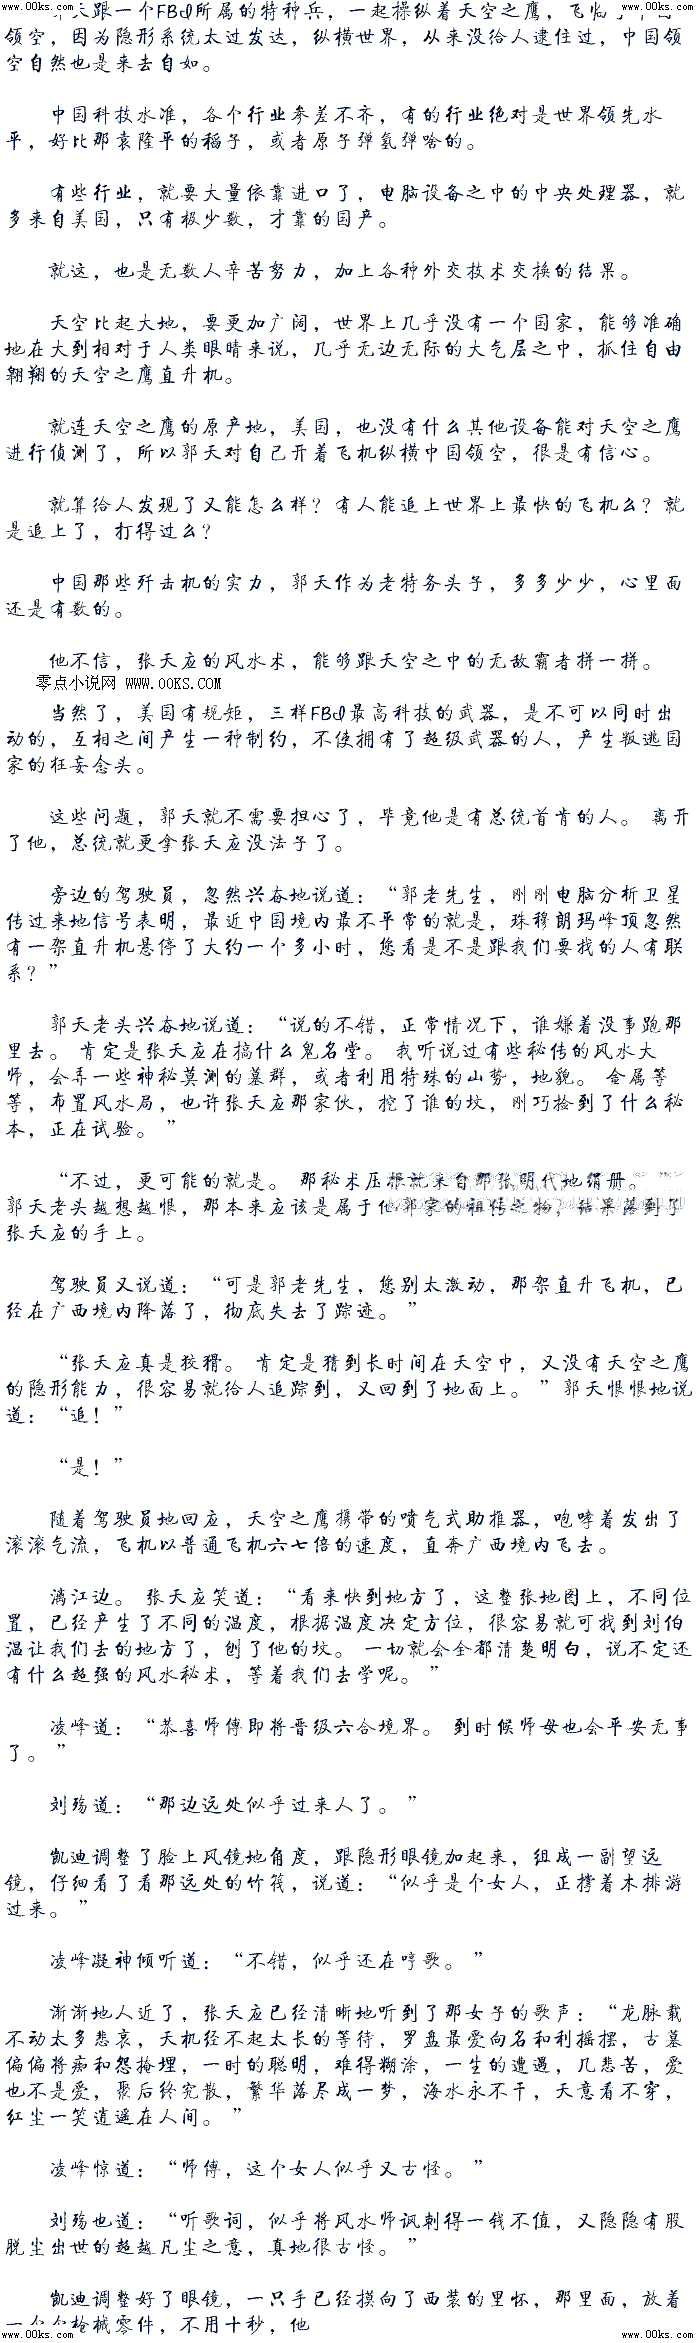 www.00ks.com www.00ks.com
郭天跟一个FBI所属的特种兵，一起操纵着天空之鹰，飞临了中国
领空，因为隐形系统太过发达，纵横世界，从来没给人逮住过，中国领
空自然也是来去自如。
中国科技水准，各个行业参差不齐，有的行业绝对是世界领先水
平，好比那袁隆平的稻子，或者原子弹氢弹啥的。
有些行业，就要大量依靠进口了，电脑设备之中的中央处理器，就
多来自美国，只有极少数，才靠的国产。
就这，也是无数人辛苦努力，加上各种外交技术交换的结果。
天空比起大地，要更加广阔，世界上几乎没有一个国家，能够准确
地在大到相对于人类眼睛来说，几乎无边无际的大气层之中，抓住自由
翱翔的天空之鹰直升机。
就连天空之鹰的原产地，美国，也没有什么其他设备能对天空之鹰
进行侦测了，所以郭天对自己开着飞机纵横中国领空，很是有信心。
就算给人发现了又能怎么样？有人能追上世界上最快的飞机么？就
是追上了，打得过么？
中国那些歼击机的实力，郭天作为老特务头子，多多少少，心里面
还是有数的。
他不信，张天应的风水术，能够跟天空之中的无敌霸者拼一拼。
零点小说网 www.00KS.COM
当然了，美国有规矩，三样FBI最高科技的武器，是不可以同时出
动的，互相之间产生一种制约，不使拥有了超级武器的人，产生叛逃国
家的狂妄念头。
这些问题，郭天就不需要担心了，毕竟他是有总统首肯的人。 离开
了他，总统就更拿张天应没法子了。
旁边的驾驶员，忽然兴奋地说道：“郭老先生，刚刚电脑分析卫星
传过来地信号表明，最近中国境内最不平常的就是，珠穆朗玛峰顶忽然
有一架直升机悬停了大约一个多小时，您看是不是跟我们要找的人有联
系？”
郭天老头兴奋地说道：“说的不错，正常情况下，谁嫌着没事跑那
里去。 肯定是张天应在搞什么鬼名堂。 我听说过有些秘传的风水大
师，会弄一些神秘莫测的墓群，或者利用特殊的山势，地貌。 金属等
等，布置风水局，也许张天应那家伙，挖了谁的坟，刚巧捡到了什么秘
本，正在试验。 ”
“不过，更可能的就是。 那秘术压根就来自那张明代地绢册。 ”
郭天老头越想越恨，那本来应该是属于他郭家的祖传之物，结果落到了
张天应的手上。
驾驶员又说道：“可是郭老先生，您别太激动，那架直升飞机，已
经在广西境内降落了，彻底失去了踪迹。 ”
“张天应真是狡猾。 肯定是猜到长时间在天空中，又没有天空之鹰
的隐形能力，很容易就给人追踪到，又回到了地面上。 ”郭天恨恨地说
道：“追！”
“是！”
随着驾驶员地回应，天空之鹰携带的喷气式助推器，咆哮着发出了
滚滚气流，飞机以普通飞机六七倍的速度，直奔广西境内飞去。
漓江边。 张天应笑道：“看来快到地方了，这整张地图上，不同位
置，已经产生了不同的温度，根据温度决定方位，很容易就可找到刘伯
温让我们去的地方了，刨了他的坟。 一切就会全都清楚明白，说不定还
有什么超强的风水秘术，等着我们去学呢。 ”
凌峰道：“恭喜师傅即将晋级六合境界。 到时候师母也会平安无事
了。 ”
刘殇道：“那边远处似乎过来人了。 ”
凯迪调整了脸上风镜地角度，跟隐形眼镜加起来，组成一副望远
镜，仔细看了看那远处的竹筏，说道：“似乎是个女人，正撑着木排游
过来。 ”
凌峰凝神倾听道：“不错，似乎还在哼歌。 ”
渐渐地人近了，张天应已经清晰地听到了那女子的歌声：“龙脉载
不动太多悲哀，天机经不起太长的等待，罗盘最爱向名和利摇摆，古墓
偏偏将痴和怨掩埋，一时的聪明，难得糊涂，一生的遭遇，几悲苦，爱
也不是爱，聚后终究散，繁华落尽成一梦，海水永不干，天意看不穿，
红尘一笑逍遥在人间。 ”
凌峰惊道：“师傅，这个女人似乎又古怪。 ”
刘殇也道：“听歌词，似乎将风水师讽刺得一钱不值，又隐隐有股
脱尘出世的超越凡尘之意，真地很古怪。 ”
凯迪调整好了眼镜，一只手已经摸向了西装的里怀，那里面，放着
一个个枪械零件，不用十秒，他
www.00ks.com www.00ks.com